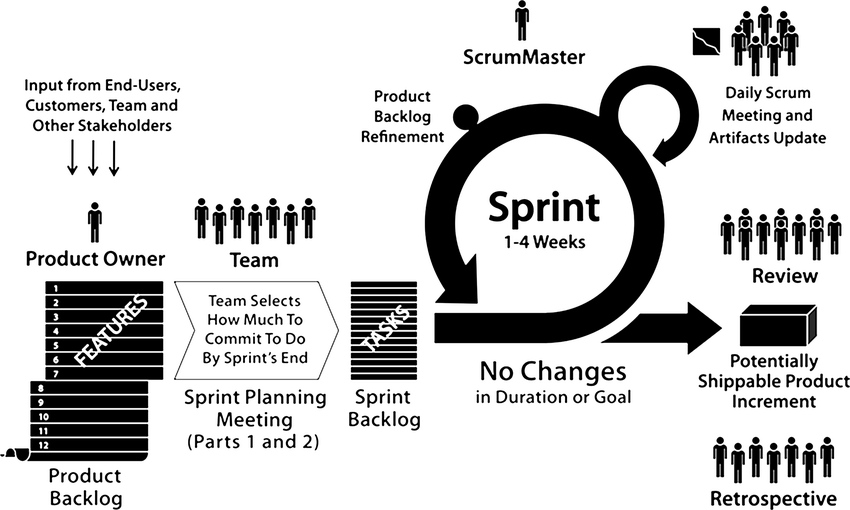 Input from End-Users,
Customers, Team and
Other Stakeholders
Product Owner
1
2
3
4
5
6
7
FEATURES
8
9
10
11
12
Product
Backlog
Team
Team Selects
How Much To
Commit To Do
By Sprint's End
Sprint Planning
Meeting
(Parts 1 and 2)
TASKS
Sprint
Backlog
ScrumMaster
Product
Backlog
Refinement
Sprint
1-4 Weeks
No Changes
in Duration or Goal
Daily Scrum
Meeting and
Artifacts Update
Review
Potentially
Shippable Product
Increment
Retrospective